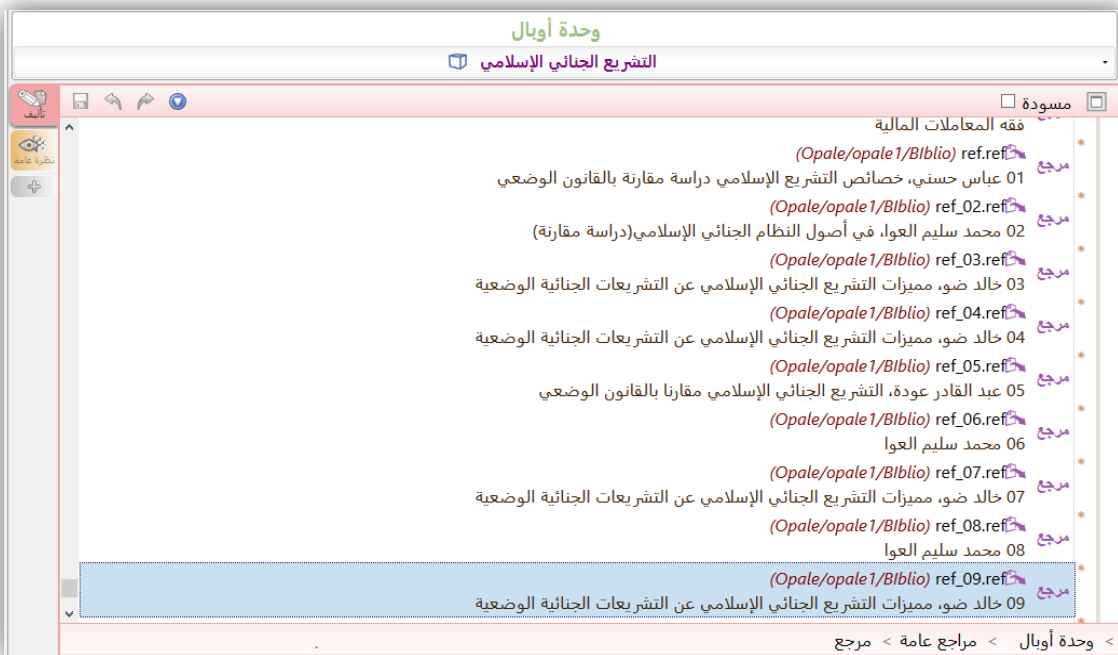 وحدة أوبال
التشريع الجنائي الإسلامي
تأليف
نظرة عامة
مسودة
فقه المعاملات المالية
مرجع
ref.ref (Opale/opale1/BIblio)
01 عباس حسني، خصائص التشريع الإسلامي دراسة مقارنة بالقانون الوضعي
مرجع
ref_02.ref (Opale/opale1/BIblio)
02 محمد سليم العوا، في أصول النظام الجنائي الإسلامي(دراسة مقارنة)
مرجع
ref_03.ref (Opale/opale1/BIblio)
03 خالد ضو، مميزات التشريع الجنائي الإسلامي عن التشريعات الجنائية الوضعية
مرجع
ref_04.ref (Opale/opale1/BIblio)
04 خالد ضو، مميزات التشريع الجنائي الإسلامي عن التشريعات الجنائية الوضعية
مرجع
ref_05.ref (Opale/opale1/BIblio)
05 عبد القادر عودة، التشريع الجنائي الإسلامي مقارنا بالقانون الوضعي
مرجع
ref_06.ref (Opale/opale1/BIblio)
06 محمد سليم العوا
مرجع
ref_07.ref (Opale/opale1/BIblio)
07 خالد ضو، مميزات التشريع الجنائي الإسلامي عن التشريعات الجنائية الوضعية
مرجع
ref_08.ref (Opale/opale1/BIblio)
08 محمد سليم العوا
مرجع
ref_09.ref (Opale/opale1/BIblio)
09 خالد ضو، مميزات التشريع الجنائي الإسلامي عن التشريعات الجنائية الوضعية
> وحدة أوبال > مراجع عامة > مرجع